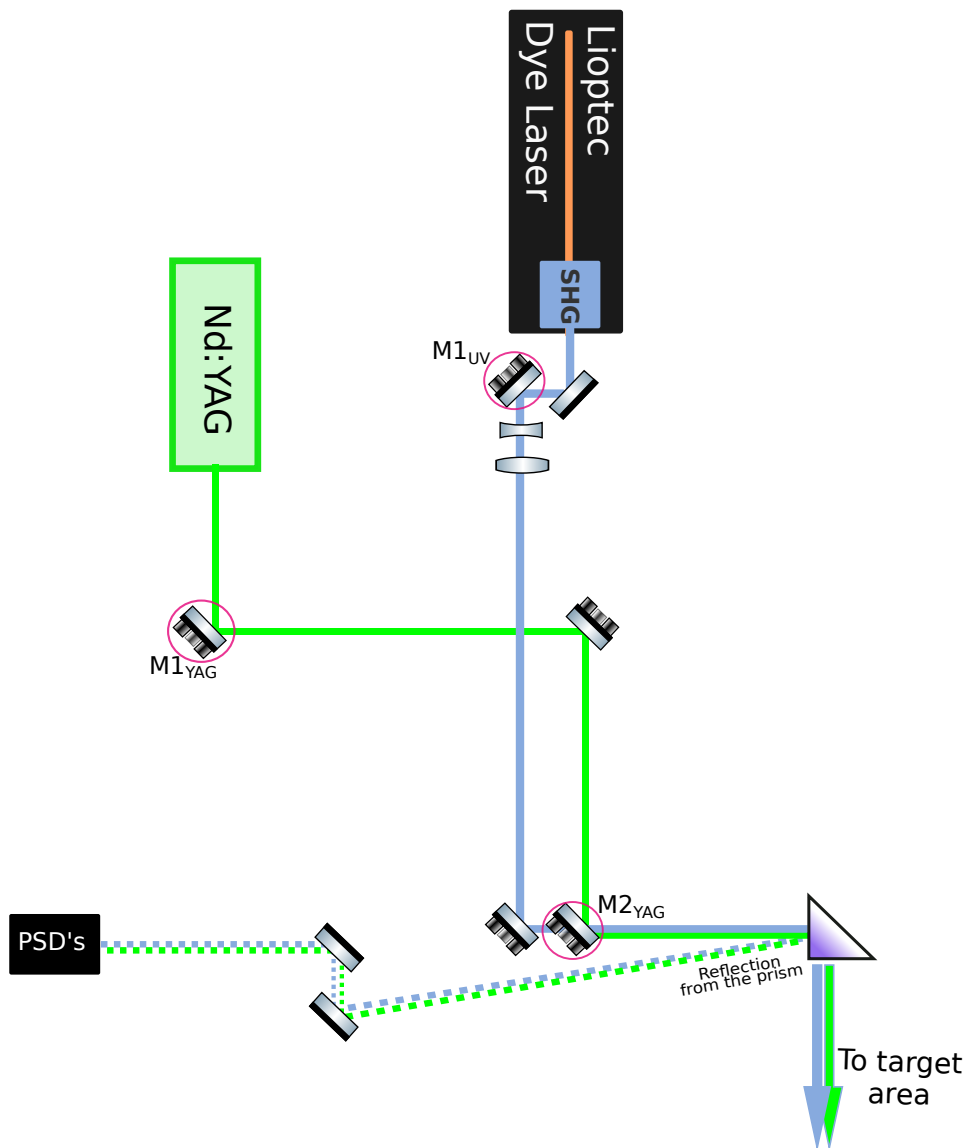 Lioptec
Dye Laser
SHG
Nd:YAG
M1UV
M1YAG
M2YAG
PSD's
Reflection
from the prism
To target
area